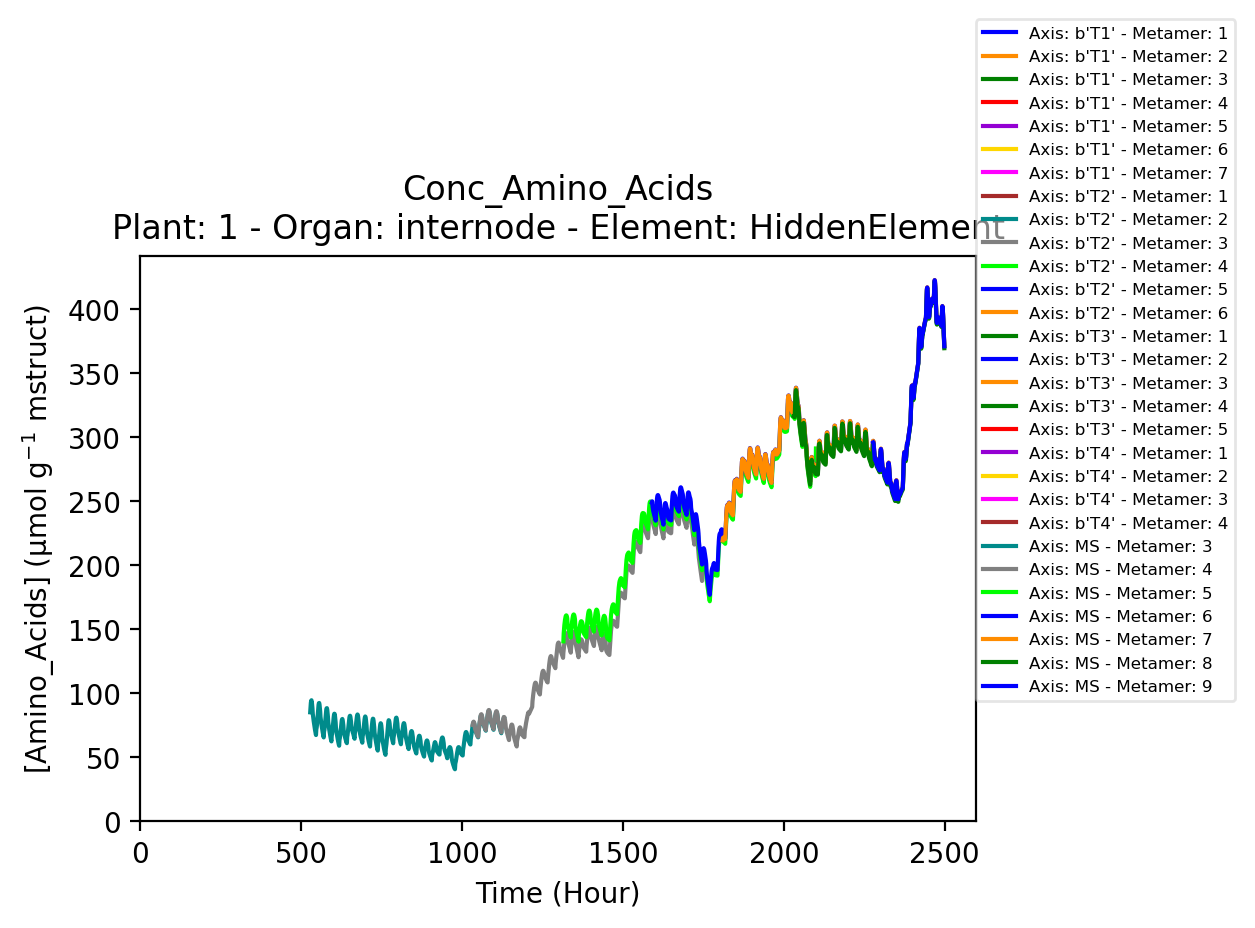 Conc_Amino_Acids
Plant: 1 - Organ: internode - Element: HiddenElement
[Amino_Acids] (µmol g⁻¹ mstruct)
400
350
300
250
200
150
100
50
0
0 500 1000 1500 2000 2500
Time (Hour)
Axis: b'T1' - Metamer: 1
Axis: b'T1' - Metamer: 2
Axis: b'T1' - Metamer: 3
Axis: b'T1' - Metamer: 4
Axis: b'T1' - Metamer: 5
Axis: b'T1' - Metamer: 6
Axis: b'T1' - Metamer: 7
Axis: b'T2' - Metamer: 1
Axis: b'T2' - Metamer: 2
Axis: b'T2' - Metamer: 3
Axis: b'T2' - Metamer: 4
Axis: b'T2' - Metamer: 5
Axis: b'T2' - Metamer: 6
Axis: b'T3' - Metamer: 1
Axis: b'T3' - Metamer: 2
Axis: b'T3' - Metamer: 3
Axis: b'T3' - Metamer: 4
Axis: b'T3' - Metamer: 5
Axis: b'T4' - Metamer: 1
Axis: b'T4' - Metamer: 2
Axis: b'T4' - Metamer: 3
Axis: b'T4' - Metamer: 4
Axis: MS - Metamer: 3
Axis: MS - Metamer: 4
Axis: MS - Metamer: 5
Axis: MS - Metamer: 6
Axis: MS - Metamer: 7
Axis: MS - Metamer: 8
Axis: MS - Metamer: 9